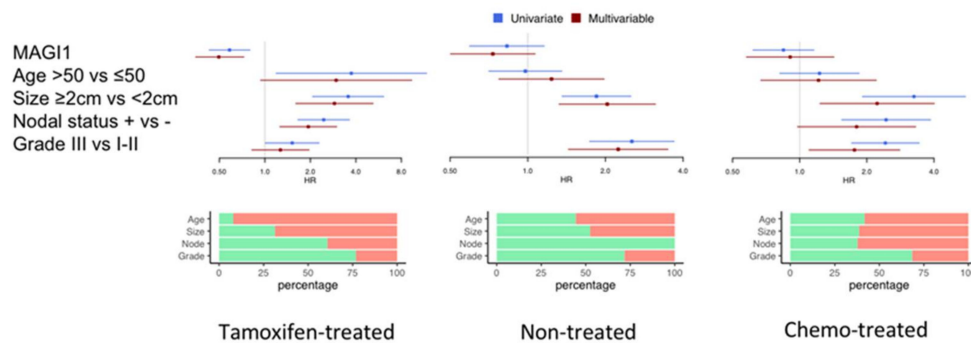 Univariate Multivariable
MAGI1
Age >50 vs ≤50
Size ≥2cm vs <2cm
Nodal status + vs -
Grade III vs I-II
0.50 1.0 2.0 4.0 8.0
HR
0.50 1.0 2.0 4.0
HR
0.50 1.0 2.0 4.0
HR
Age
Size
Node
Grade
0 25 50 75 100
percentage
Age
Size
Node
Grade
0 25 50 75 100
percentage
Age
Size
Node
Grade
0 25 50 75 100
percentage
Tamoxifen-treated Non-treated Chemo-treated